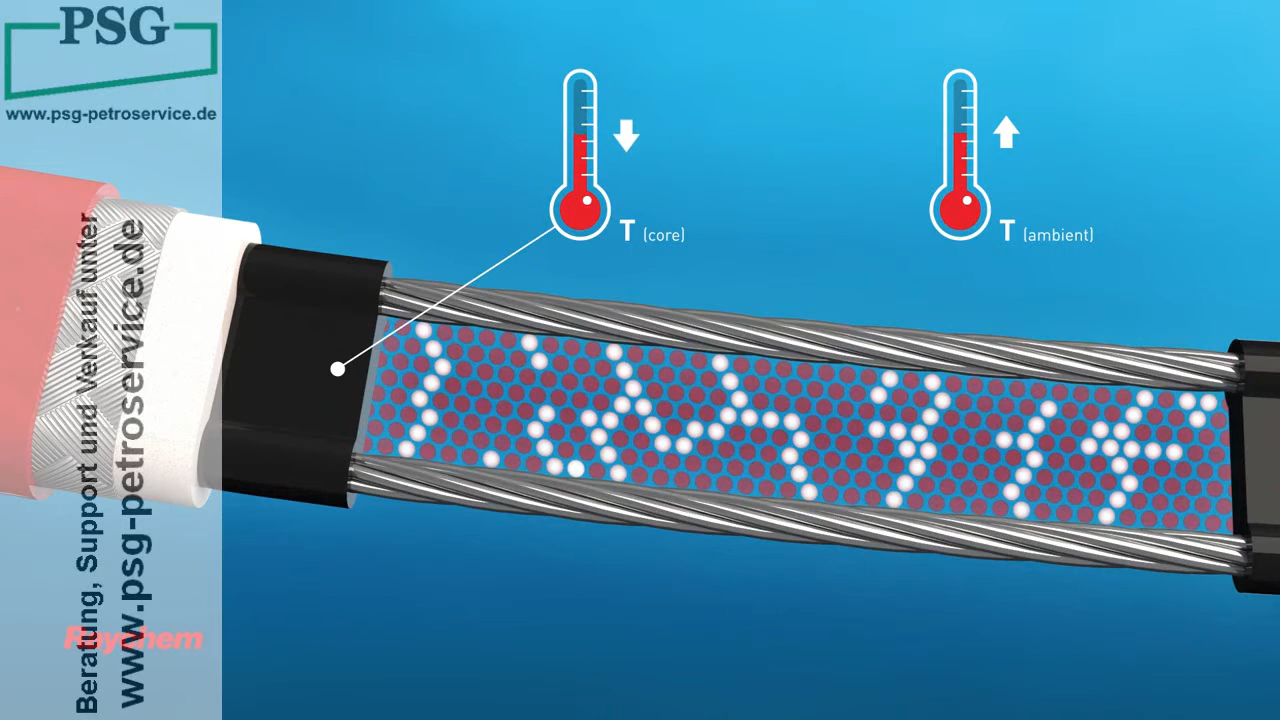 PSG
www.psg-petroservice.de
T (core)
T (ambient)
Beratung, Support und Verkauf unter
www.psg-petroservice.de
Raychem